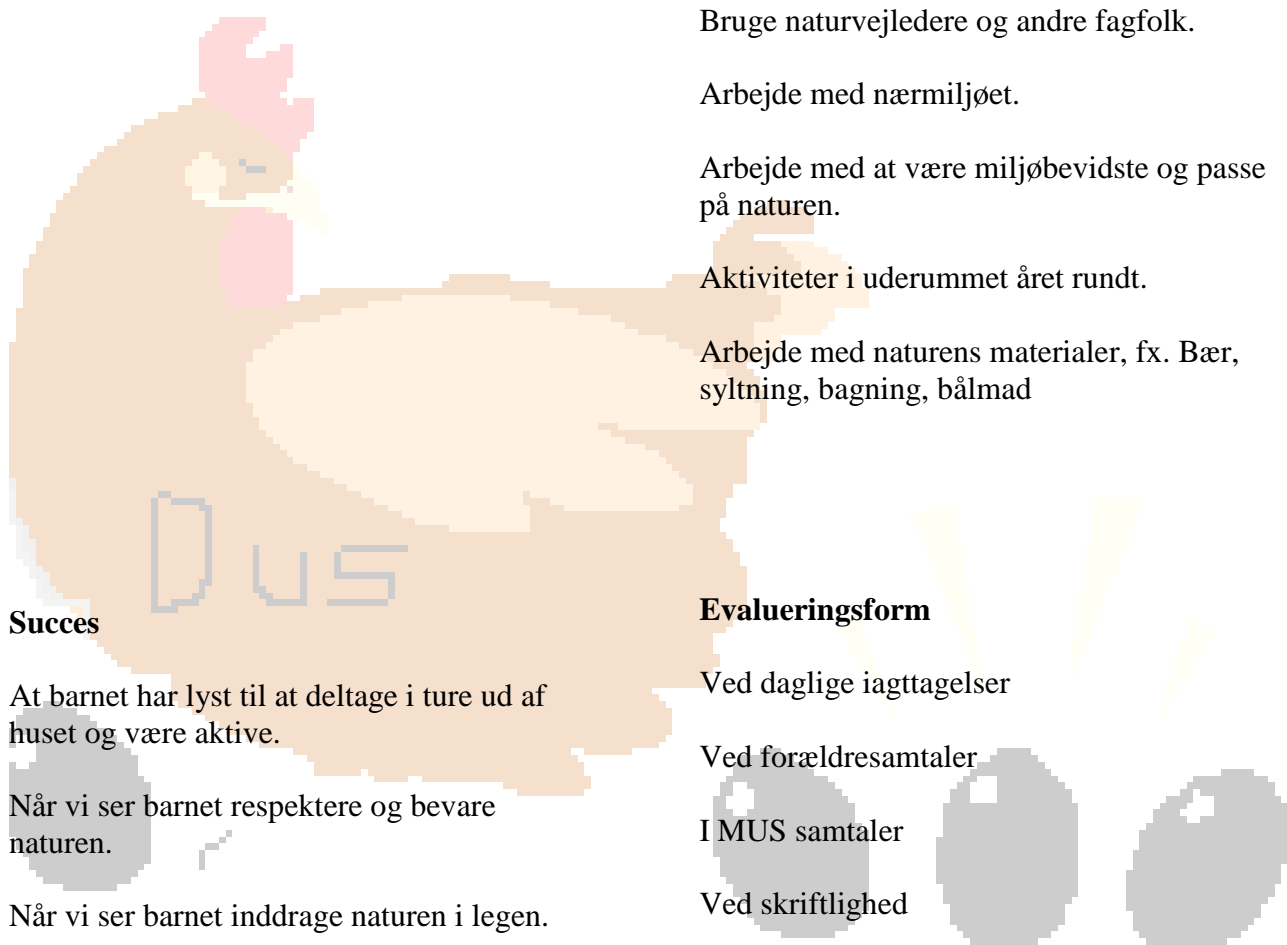 Bruge naturvejledere og andre fagfolk.
Arbejde med nærmiljøet.
Arbejde med at være miljøbevidste og passe
på naturen.
Aktiviteter i uderummet året rundt.
Arbejde med naturens materialer, fx. Bær,
syltning, bagning, bålmad
Dus
Succes
At barnet har lyst til at deltage i ture ud af
huset og være aktive.
Når vi ser barnet respektere og bevare
naturen.
Når vi ser barnet inddrage naturen i legen.
Evalueringsform
Ved daglige iagttagelser
Ved forældresamtaler
I MUS samtaler
Ved skriftlighed